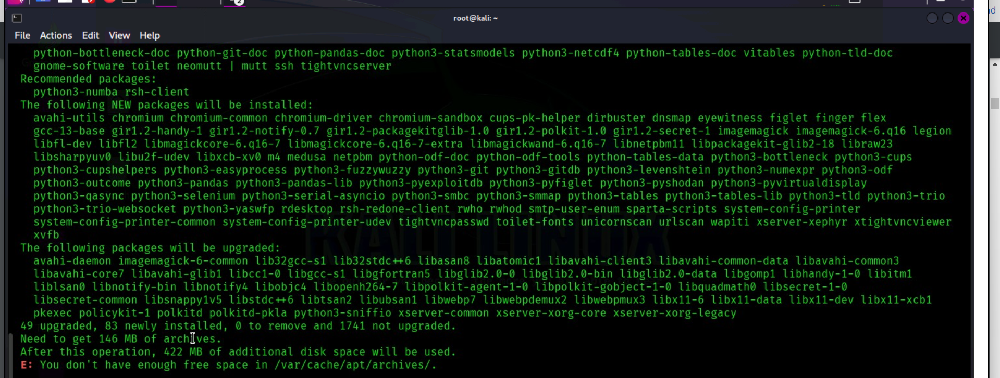 2
ad
root@kali: ~
File Actions Edit View Help
python-bottleneck-doc python-git-doc python-pandas-doc python3-statsmodels python3-netcdf4 python-tables-doc vitables python-tld-doc
gnome-software toilet neomutt | mutt ssh tightvncserver
Recommended packages:
python3-numba rsh-client
The following NEW packages will be installed:
avahi-utils chromium chromium-common chromium-driver chromium-sandbox cups-pk-helper dirbuster dnsmap eyewitness figlet finger flex
gcc-13-base gir1.2-handy-1 gir1.2-notify-0.7 gir1.2-packagekitglib-1.0 gir1.2-polkit-1.0 gir1.2-secret-1 imagemagick imagemagick-6.q16 legion
libfl-dev libfl2 libmagickcore-6.q16-7 libmagickcore-6.q16-7-extra libmagickwand-6.q16-7 libnetpbm11 libpackagekit-glib2-18 libraw23
libsharpyuv0 libu2f-udev libxcb-xv0 m4 medusa netpbm python-odf-doc python-odf-tools python-tables-data python3-bottleneck python3-cups
python3-cupshelpers python3-easyprocess python3-fuzzywuzzy python3-git python3-gitdb python3-levenshtein python3-numexpr python3-odf
python3-outcome python3-pandas python3-pandas-lib python3-pyexploitdb python3-pyfiglet python3-pyshodan python3-pyvirtualdisplay
python3-qasync python3-selenium python3-serial-asyncio python3-smbc python3-smmap python3-tables python3-tables-lib python3-tld python3-trio
python3-trio-websocket python3-yaswfp rdesktop rsh-redone-client rwho rwhod smtp-user-enum sparta-scripts system-config-printer
system-config-printer-common system-config-printer-udev tightvncpasswd toilet-fonts unicornscan urlscan wapiti xserver-xephyr xtightvncviewer
xvfb
The following packages will be upgraded:
avahi-daemon imagemagick-6-common lib32gcc-s1 lib32stdc++6 libasan8 libatomic1 libavahi-client3 libavahi-common-data libavahi-common3
libavahi-core7 libavahi-glib1 libcc1-0 libgcc-s1 libgfortran5 libglib2.0-0 libglib2.0-bin libglib2.0-data libgomp1 libhandy-1-0 libitm1
liblsan0 libnotify-bin libnotify4 libobjc4 libopenh264-7 libpolkit-agent-1-0 libpolkit-gobject-1-0 libquadmath0 libsecret-1-0
libsecret-common libsnappy1v5 libstdc++6 libtsan2 libubsan1 libwebp7 libwebpdemux2 libwebpmux3 libx11-6 libx11-data libx11-dev libx11-xcb1
pkexec policykit-1 polkitd polkitd-pkla python3-sniffio xserver-common xserver-xorg-core xserver-xorg-legacy
KALI LINUX
49 upgraded, 83 newly installed, 0 to remove and 1741 not upgraded.
Need to get 146 MB of archives.
After this operation, 422 MB of additional disk space will be used.
E: You don't have enough free space in /var/cache/apt/archives/.